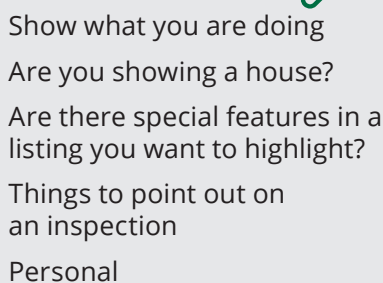 Show what you are doing
Are you showing a house?
Are there special features in a
listing you want to highlight?
Things to point out on
an inspection
Personal